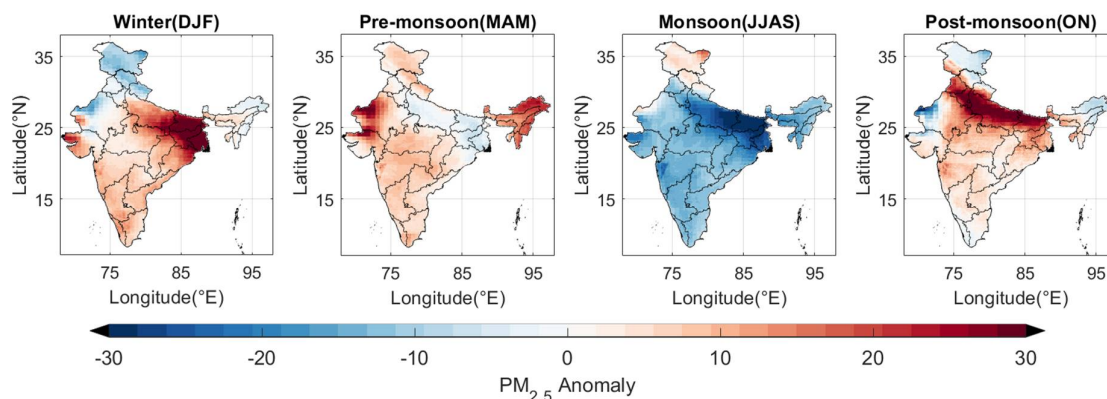 Winter(DJF) Pre-monsoon(MAM) Monsoon(JJAS) Post-monsoon(ON)
35 35 35 35
25 25 25 25
15 15 15 15
Latitude(°N) Latitude(°N) Latitude(°N) Latitude(°N)
75 85 95 75 85 95 75 85 95 75 85 95
Longitude(°E) Longitude(°E) Longitude(°E) Longitude(°E)
-30 -20 -10 0 10 20 30
PM2.5 Anomaly